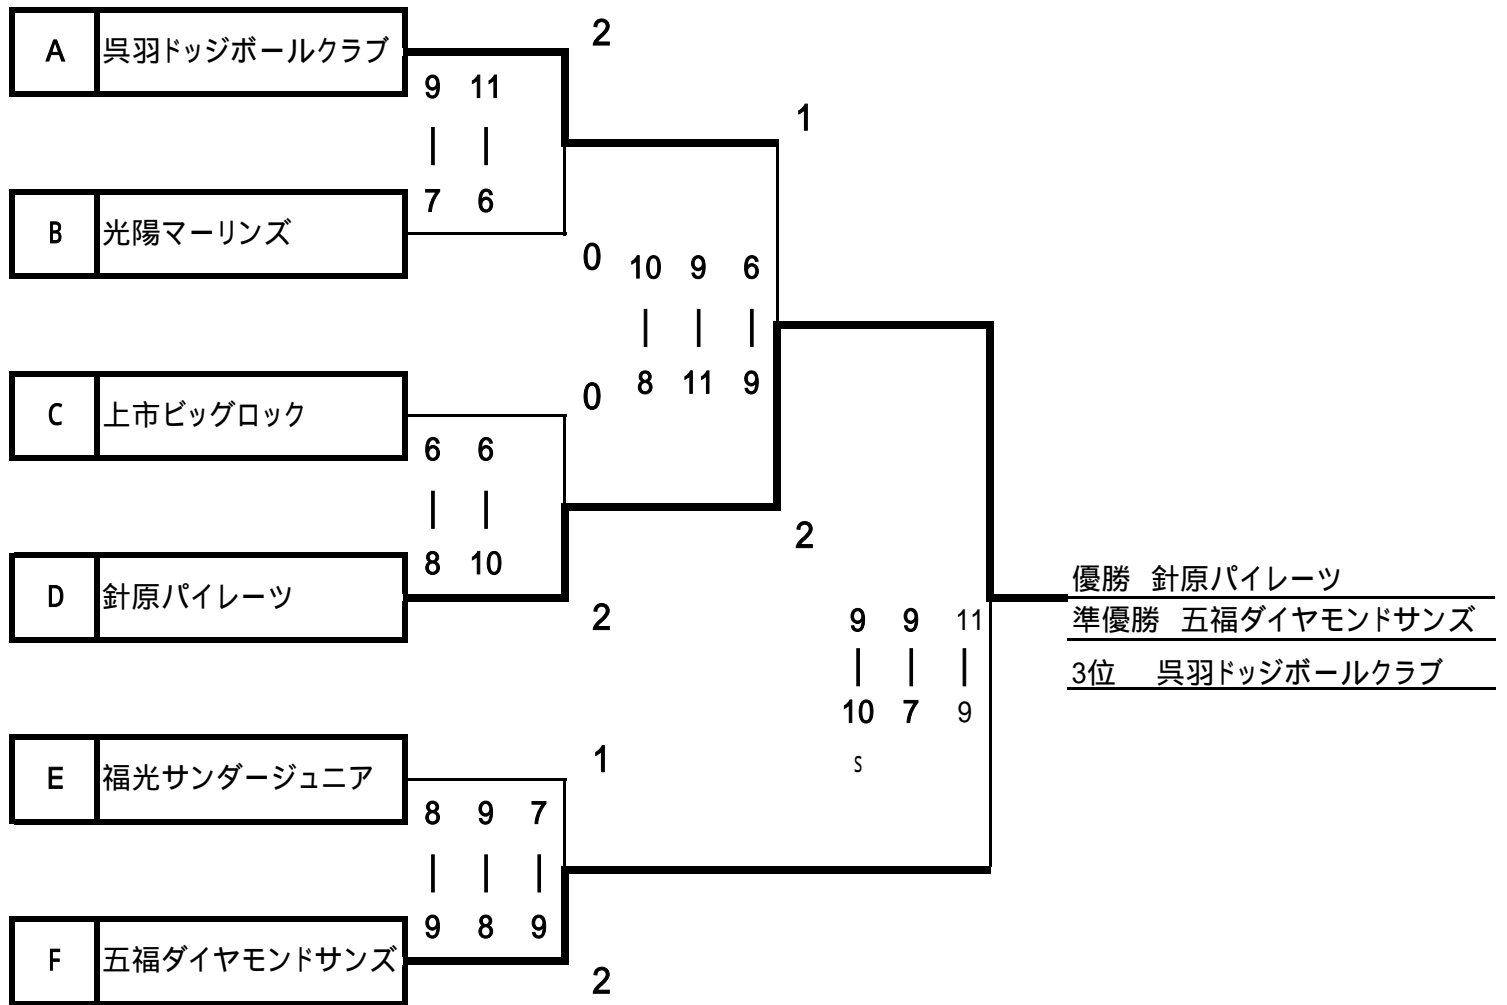 2
A 呉羽ドッジボールクラブ
9 11
1
| |
7 6
B 光陽マーリンズ
0
10 9 6
| | |
8 11 9
0
C 上市ビッグロック
6 6
| |
8 10
2
D 針原パイレーツ
2
優勝 針原パイレーツ
準優勝 五福ダイヤモンドサンズ
3位 呉羽ドッジボールクラブ
9 9 11
| | |
10 7 9
s
1
E 福光サンダージュニア
8 9 7
| | |
9 8 9
F 五福ダイヤモンドサンズ
2